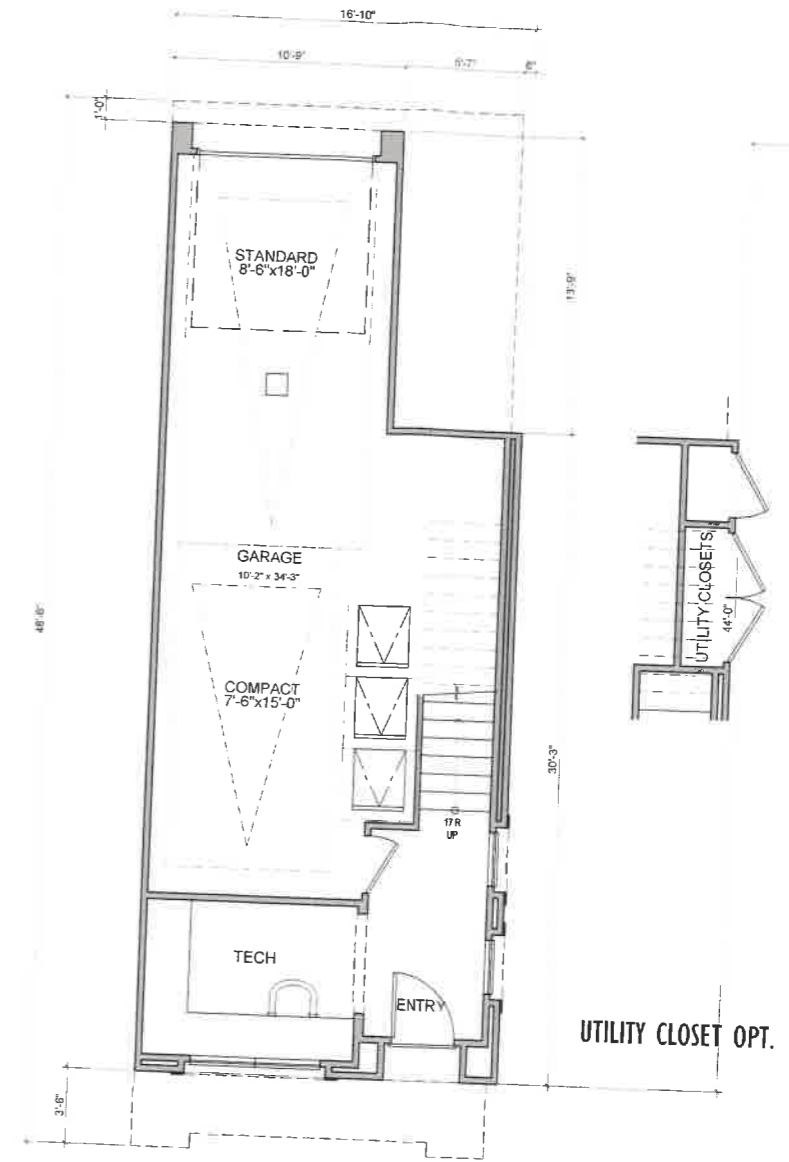 16'-10"
10'-9"
6'-7"
6"
1'-0"
STANDARD
8'-6"x18'-0"
13'-9"
GARAGE
10'-2" x 34'-3"
COMPACT
7'-6"x15'-0"
UTILITY CLOSETS
44'-0"
30'-3"
17 R
UP
TECH
ENTRY
UTILITY CLOSET OPT.
3'-6"